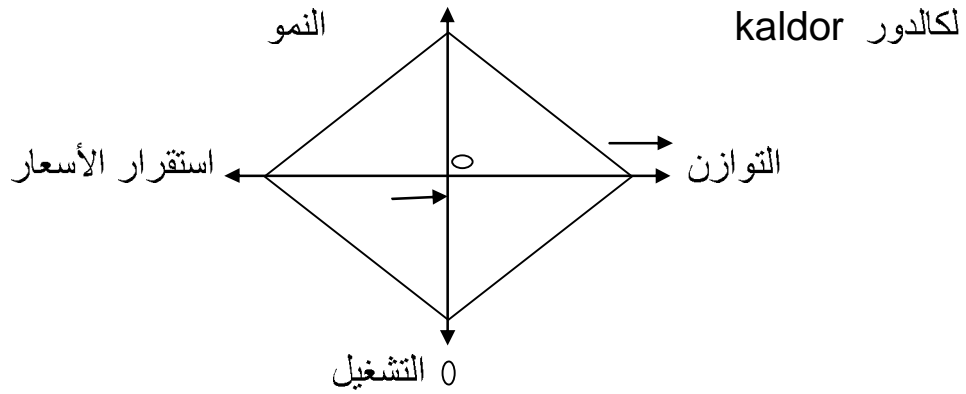 لكالدور kaldor
النمو
التوازن
استقرار الأسعار
التشغيل 0